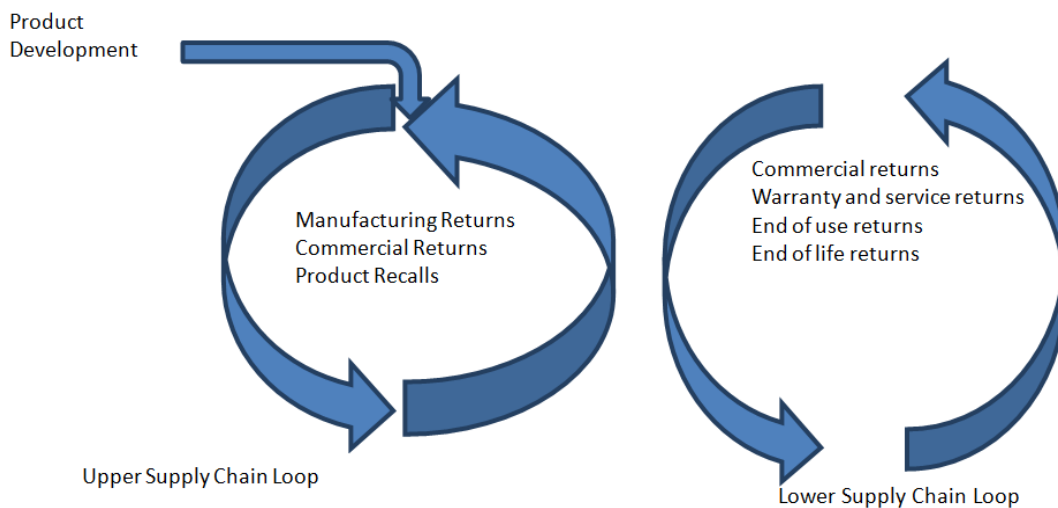 Product
Development
Manufacturing Returns
Commercial Returns
Product Recalls
Upper Supply Chain Loop
Commercial returns
Warranty and service returns
End of use returns
End of life returns
Lower Supply Chain Loop